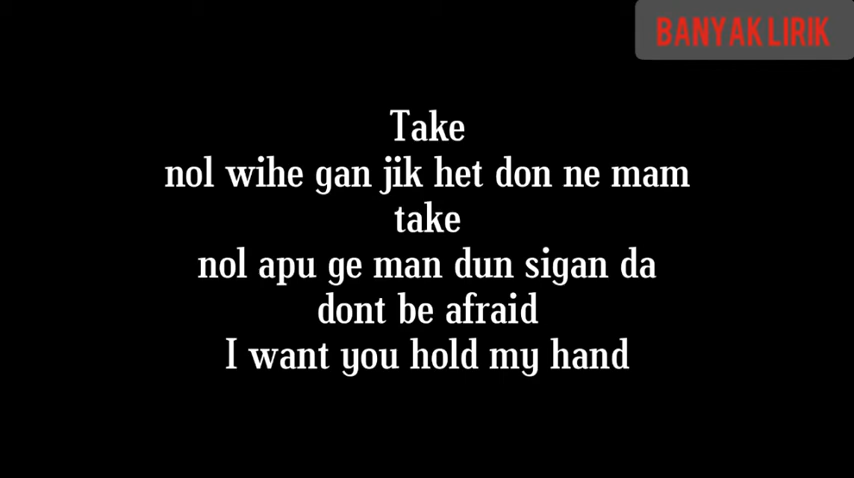 BANYAK LIRIK
Take
nol wihe gan jik het don ne mam
take
nol apu ge man dun sigan da
dont be afraid
I want you hold my hand